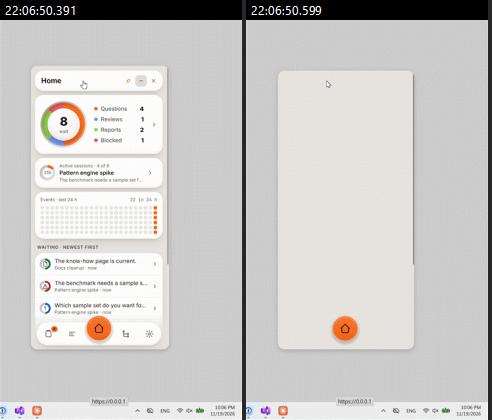 22:06:50.391
Home
8
wait
Questions 4
Reviews 1
Reports 2
Blocked 1
Active sessions · 4 of 6
Pattern engine spike
The benchmark needs a sample set f...
Events · last 24 h
22 in 24 h
WAITING · NEWEST FIRST
The know-how page is current.
Docs cleanup · now
The benchmark needs a sample s...
Pattern engine spike · now
Which sample set do you want fo...
Pattern engine spike · now
https://0.0.0.1
ENG
10:06 PM
11/19/2026
22:06:50.599
https://0.0.0.1
ENG
10:06 PM
11/19/2026